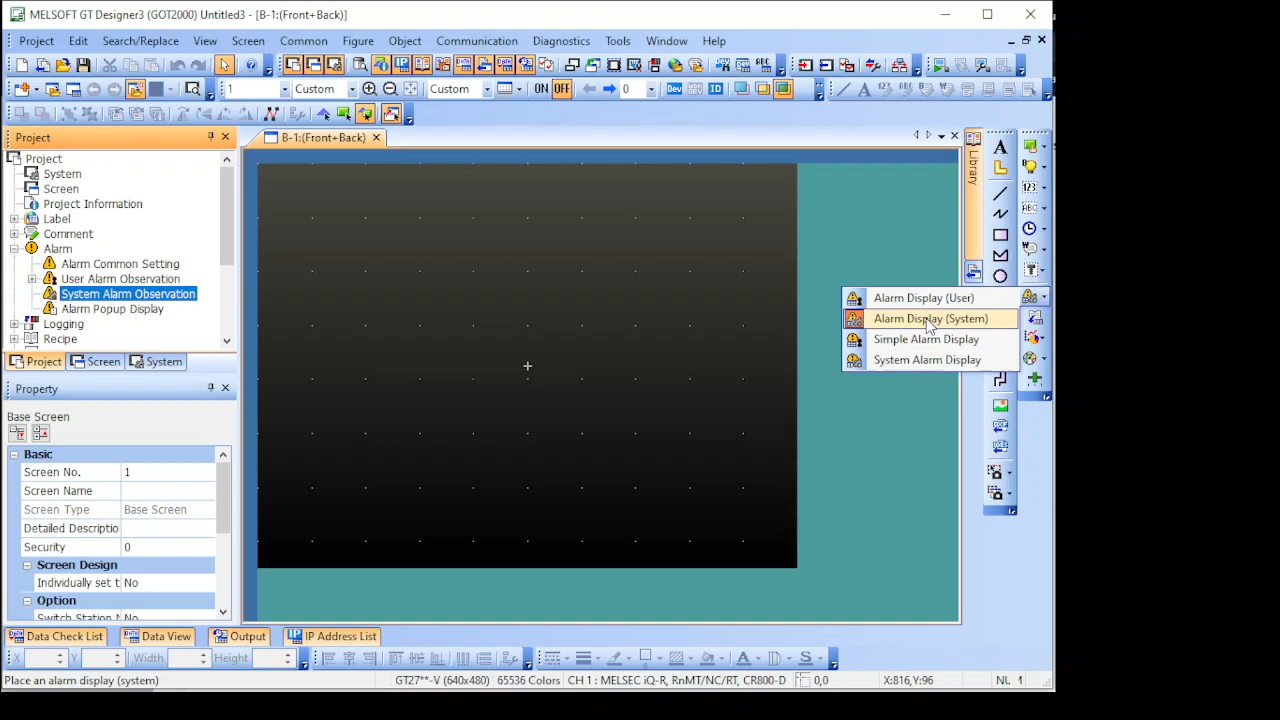 MELSOFT GT Designer3 (GOT2000) Untitled3 - [B-1:(Front+Back)]
Project Edit Search/Replace View Screen Common Figure Object Communication Diagnostics Tools Window Help
1 Custom Custom ON OFF 0 Dev ID
Project
B-1:(Front+Back)
Library
Project
System
Screen
Project Information
Label
Comment
Alarm
Alarm Common Setting
User Alarm Observation
System Alarm Observation
Alarm Popup Display
Logging
Recipe
Alarm Display (User)
Alarm Display (System)
Simple Alarm Display
System Alarm Display
Project Screen System
Property
Base Screen
Basic
Screen No. 1
Screen Name
Screen Type Base Screen
Detailed Descriptio
Security 0
Screen Design
Individually set t No
Option
Switch Station N No
Data Check List Data View Output IP Address List
X Y Width Height
Place an alarm display (system) GT27**-V (640x480) 65536 Colors CH 1 : MELSEC iQ-R, RnMT/NC/RT, CR800-D 0,0 X:816,Y:96 NU 1